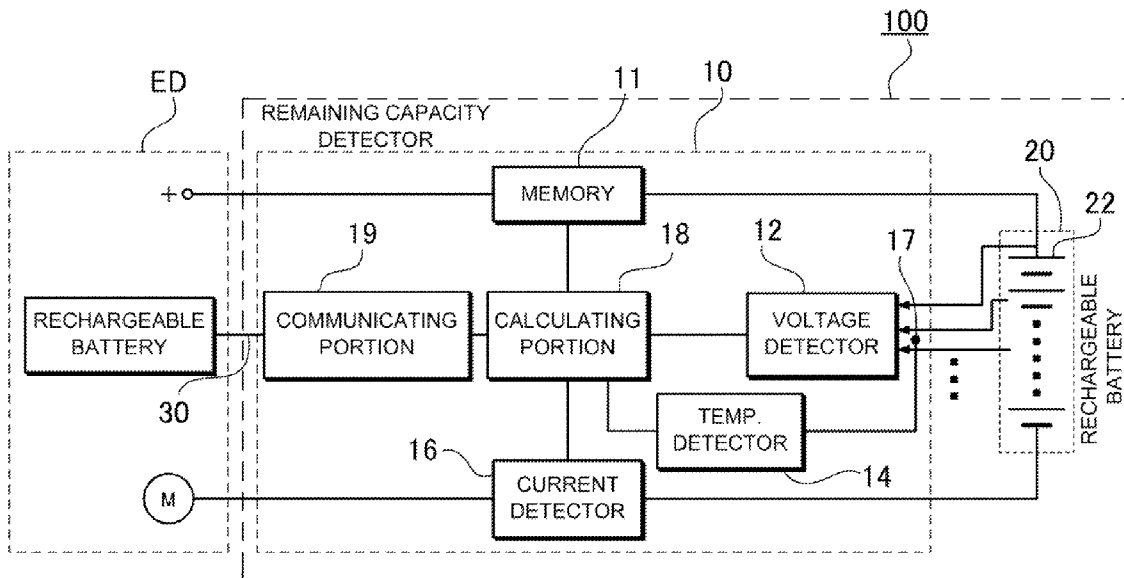 100
ED
10
REMAINING CAPACITY
DETECTOR
11
20
22
+
MEMORY
19
18
12
17
RECHARGEABLE
BATTERY
COMMUNICATING
PORTION
CALCULATING
PORTION
VOLTAGE
DETECTOR
RECHARGEABLE
BATTERY
30
TEMP.
DETECTOR
16
14
M
CURRENT
DETECTOR